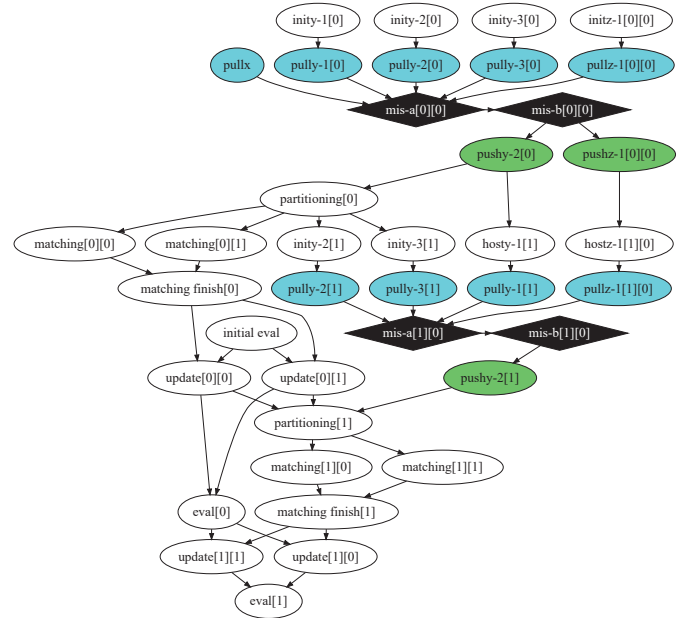 inity-1[0] inity-2[0] inity-3[0] initz-1[0][0]
pullx pully-1[0] pully-2[0] pully-3[0] pullz-1[0][0]
mis-a[0][0] mis-b[0][0]
pushy-2[0] pushz-1[0][0]
partitioning[0]
matching[0][0] matching[0][1] inity-2[1] inity-3[1] hosty-1[1] hostz-1[1][0]
matching finish[0] pully-2[1] pully-3[1] pully-1[1] pullz-1[1][0]
initial eval mis-a[1][0] mis-b[1][0]
update[0][0] update[0][1] pushy-2[1]
partitioning[1]
matching[1][0] matching[1][1]
eval[0] matching finish[1]
update[1][1] update[1][0]
eval[1]